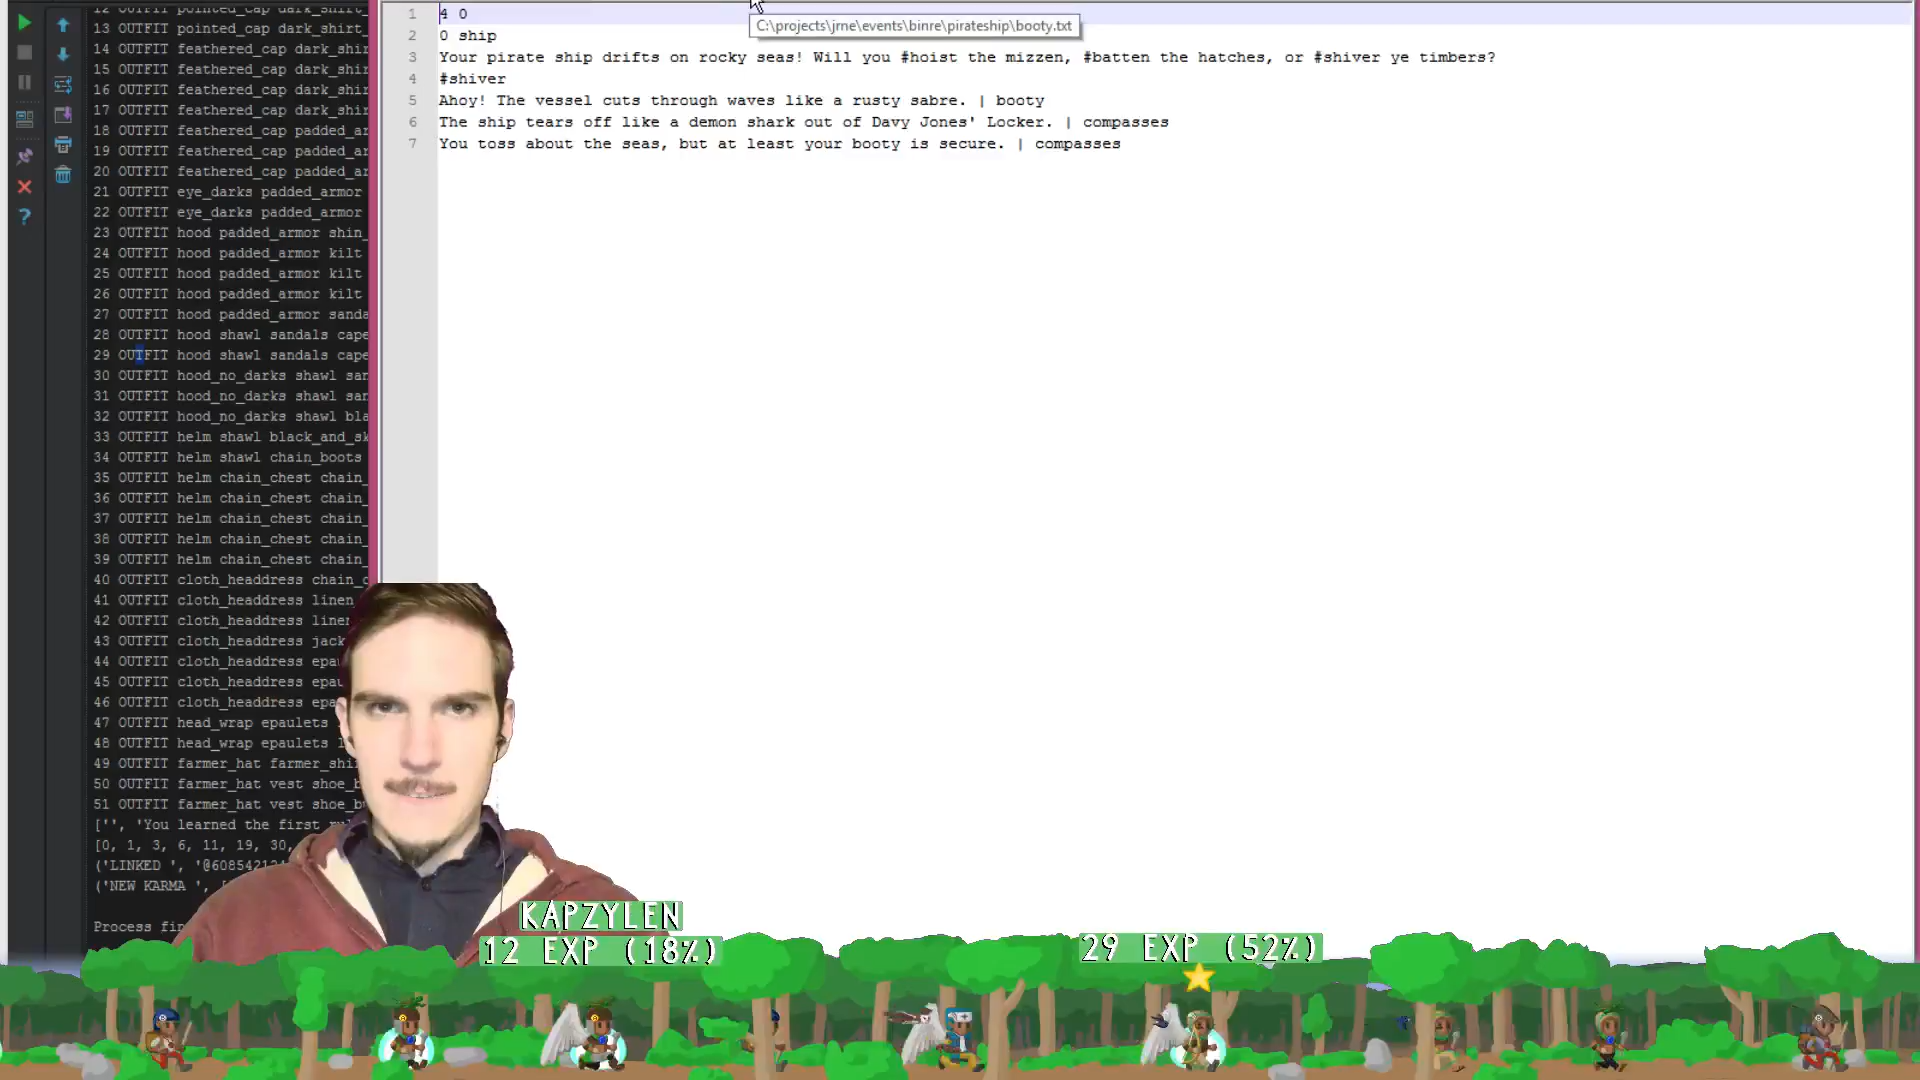 12 OUTFIT pointed_cap dark_shirt_
13 OUTFIT pointed_cap dark_shirt_
14 OUTFIT feathered_cap dark_shir
15 OUTFIT feathered_cap dark_shir
16 OUTFIT feathered_cap dark_shir
17 OUTFIT feathered_cap dark_shir
18 OUTFIT feathered_cap padded_ar
19 OUTFIT feathered_cap padded_ar
20 OUTFIT feathered_cap padded_ar
21 OUTFIT eye_darks padded_armor
22 OUTFIT eye_darks padded_armor
23 OUTFIT hood padded_armor shin_
24 OUTFIT hood padded_armor kilt
25 OUTFIT hood padded_armor kilt
26 OUTFIT hood padded_armor kilt
27 OUTFIT hood padded_armor sanda
28 OUTFIT hood shawl sandals cape
29 OUTFIT hood shawl sandals cape
30 OUTFIT hood_no_darks shawl san
31 OUTFIT hood_no_darks shawl san
32 OUTFIT hood_no_darks shawl bla
33 OUTFIT helm shawl black_and_sk
34 OUTFIT helm shawl chain_boots
35 OUTFIT helm chain_chest chain_
36 OUTFIT helm chain_chest chain_
37 OUTFIT helm chain_chest chain_
38 OUTFIT helm chain_chest chain_
39 OUTFIT helm chain_chest chain_
40 OUTFIT cloth_headdress chain_c
41 OUTFIT cloth_headdress linen_
42 OUTFIT cloth_headdress linen
43 OUTFIT cloth_headdress jack
44 OUTFIT cloth_headdress epau
45 OUTFIT cloth_headdress epau
46 OUTFIT cloth_headdress epa
47 OUTFIT head_wrap epaulets
48 OUTFIT head_wrap epaulets
49 OUTFIT farmer_hat farmer_shi
50 OUTFIT farmer_hat vest shoe_b
51 OUTFIT farmer_hat vest shoe_b
['', 'You learned the first
[0, 1, 3, 6, 11, 19, 30,
('LINKED ', '@60854212
('NEW KARMA ', [
Process fin
1 4 0
C:\projects\jrne\events\binre\pirateship\booty.txt
2 0 ship
3 Your pirate ship drifts on rocky seas! Will you #hoist the mizzen, #batten the hatches, or #shiver ye timbers?
4 #shiver
5 Ahoy! The vessel cuts through waves like a rusty sabre. | booty
6 The ship tears off like a demon shark out of Davy Jones' Locker. | compasses
7 You toss about the seas, but at least your booty is secure. | compasses
KAPZYLEN
12 EXP (18%)
29 EXP (52%)